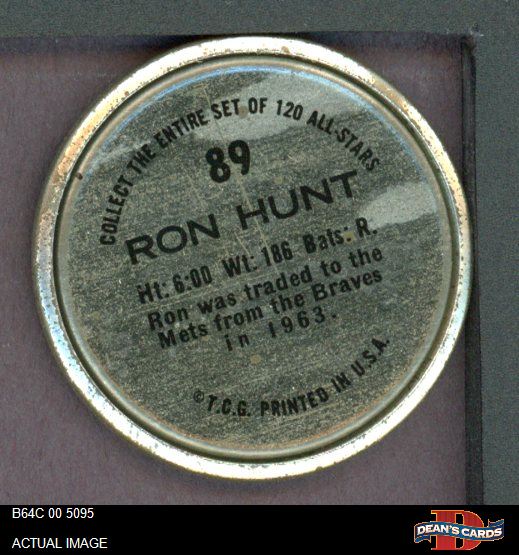 COLLECT THE ENTIRE SET OF 120 ALL-STARS
89
RON HUNT
Ht: 6:00 Wt: 186 Bats: R.
Ron was traded to the
Mets from the Braves
in 1963.
© T.C.G. PRINTED IN U.S.A.
B64C 00 5095
ACTUAL IMAGE
D
DEAN'S CARDS